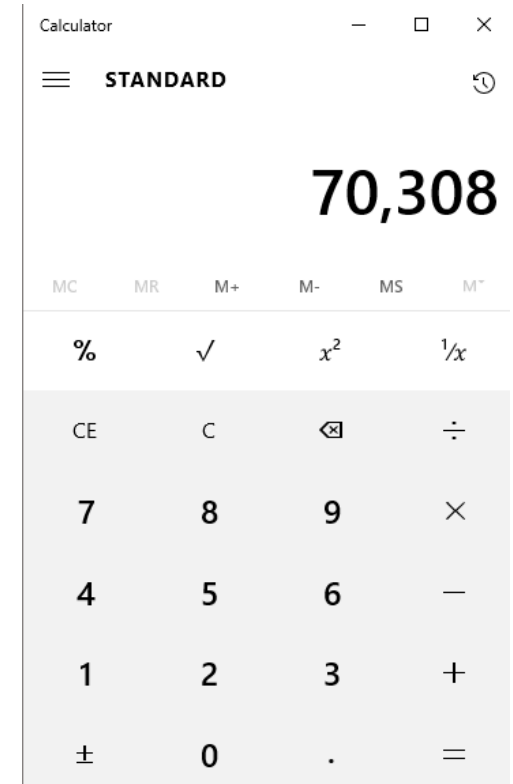 Calculator
STANDARD
70,308
MC MR M+ M- MS M˅
% √ x² ¹/x
CE C ÷
7 8 9 ×
4 5 6 −
1 2 3 +
± 0 . =